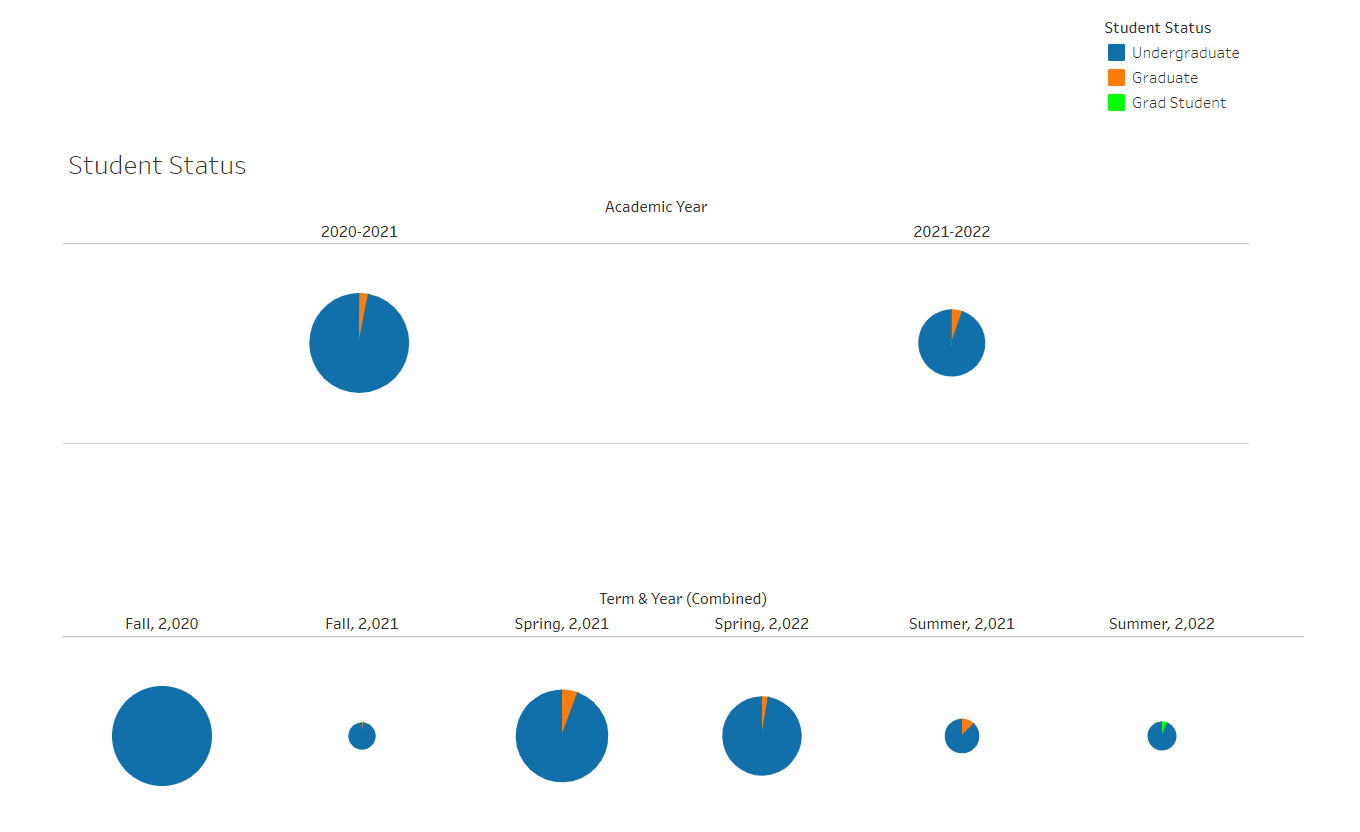 Student Status
Undergraduate
Graduate
Grad Student
Student Status
Academic Year
2020-2021 2021-2022
Term & Year (Combined)
Fall, 2,020 Fall, 2,021 Spring, 2,021 Spring, 2,022 Summer, 2,021 Summer, 2,022